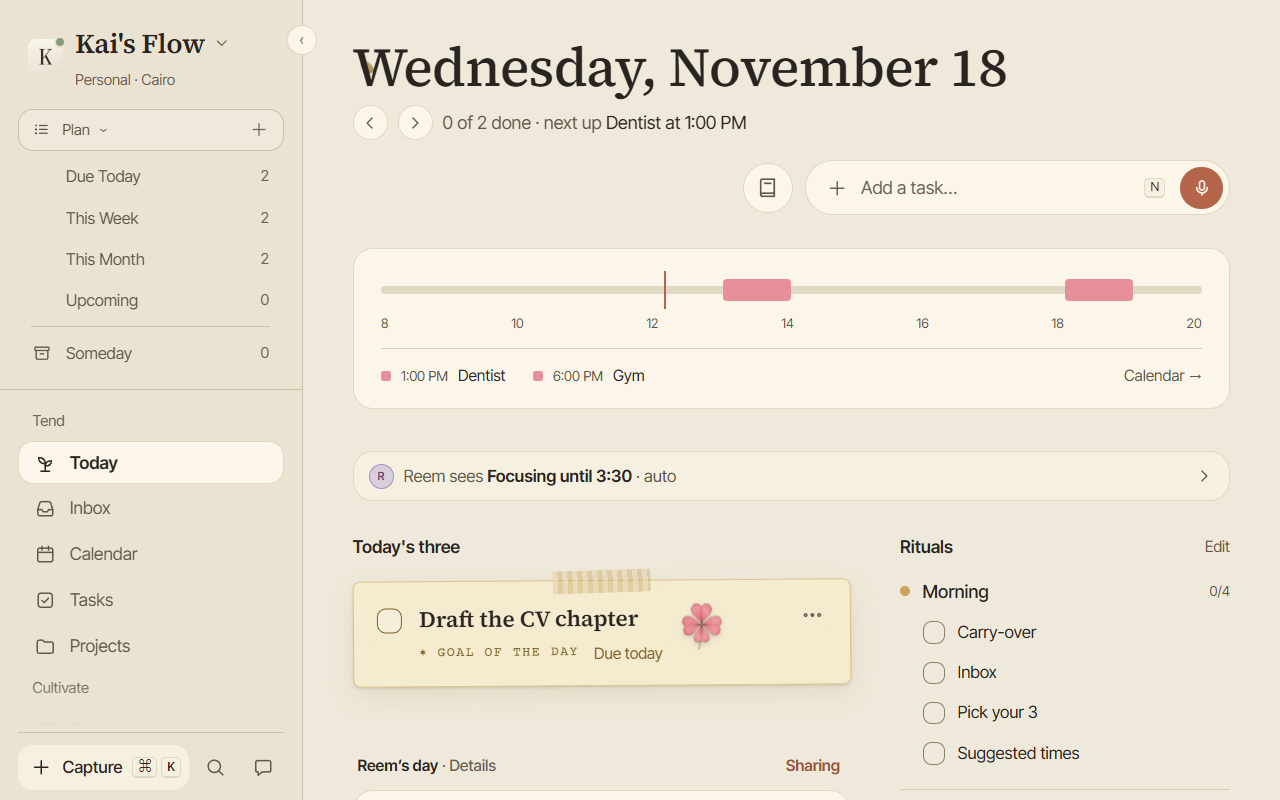 K
Kai's Flow
Personal · Cairo
Plan
Due Today 2
This Week 2
This Month 2
Upcoming 0
Someday 0
Tend
Today
Inbox
Calendar
Tasks
Projects
Cultivate
Capture ⌘ K
Wednesday, November 18
0 of 2 done · next up Dentist at 1:00 PM
Add a task... N
8 10 12 14 16 18 20
1:00 PM Dentist 6:00 PM Gym Calendar →
R Reem sees Focusing until 3:30 · auto
Today's three
Draft the CV chapter
✶ GOAL OF THE DAY Due today
Reem's day · Details Sharing
Rituals Edit
Morning 0/4
Carry-over
Inbox
Pick your 3
Suggested times